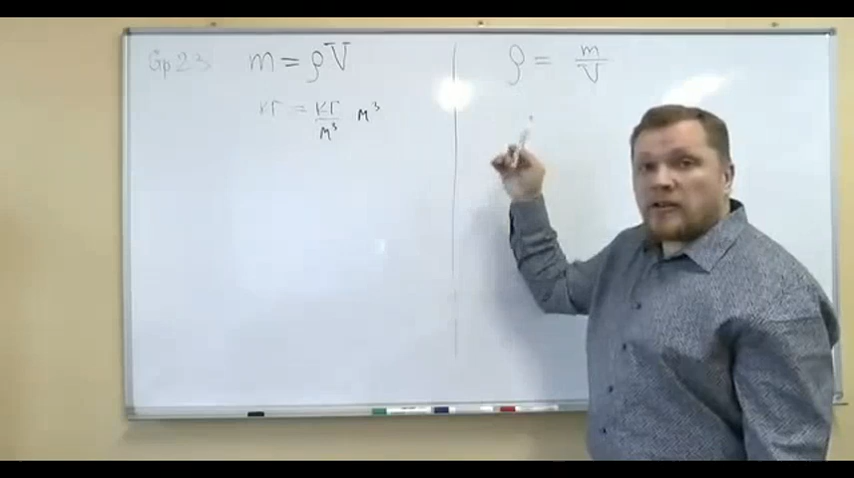 Gp23
m = ρV
кг = кг/м³ м³
ρ = m/V